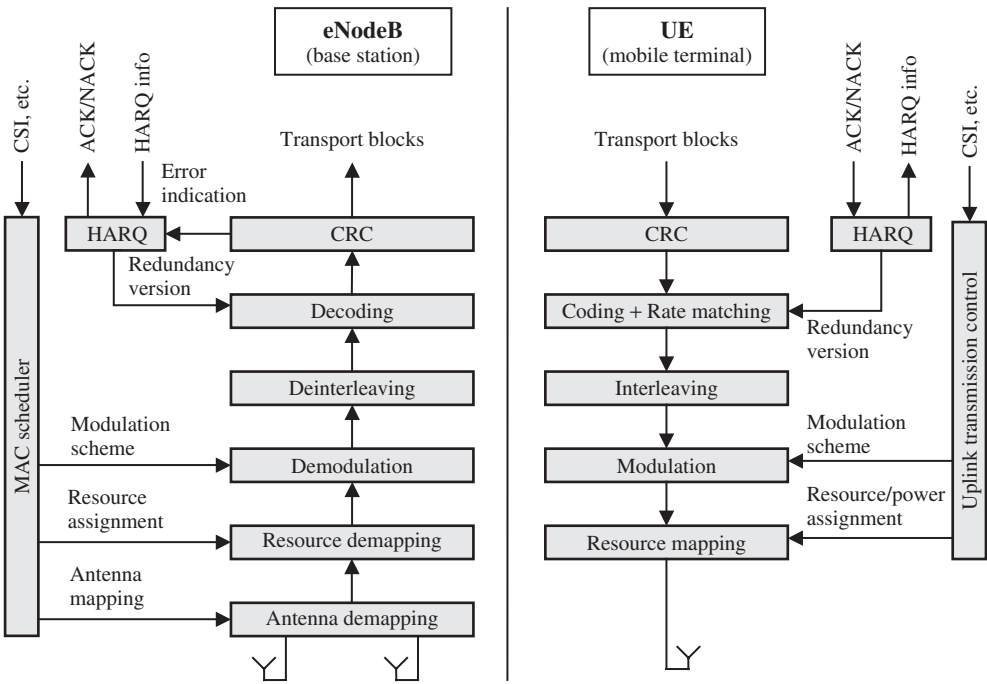 eNodeB
(base station)
CSI, etc.
ACK/NACK
HARQ info
Transport blocks
Error
indication
HARQ
CRC
Redundancy
version
Decoding
Deinterleaving
MAC scheduler
Modulation
scheme
Demodulation
Resource
assignment
Resource demapping
Antenna
mapping
Antenna demapping
UE
(mobile terminal)
Transport blocks
ACK/NACK
HARQ info
CSI, etc.
CRC
HARQ
Coding + Rate matching
Redundancy
version
Interleaving
Modulation
scheme
Modulation
Resource/power
assignment
Resource mapping
Uplink transmission control